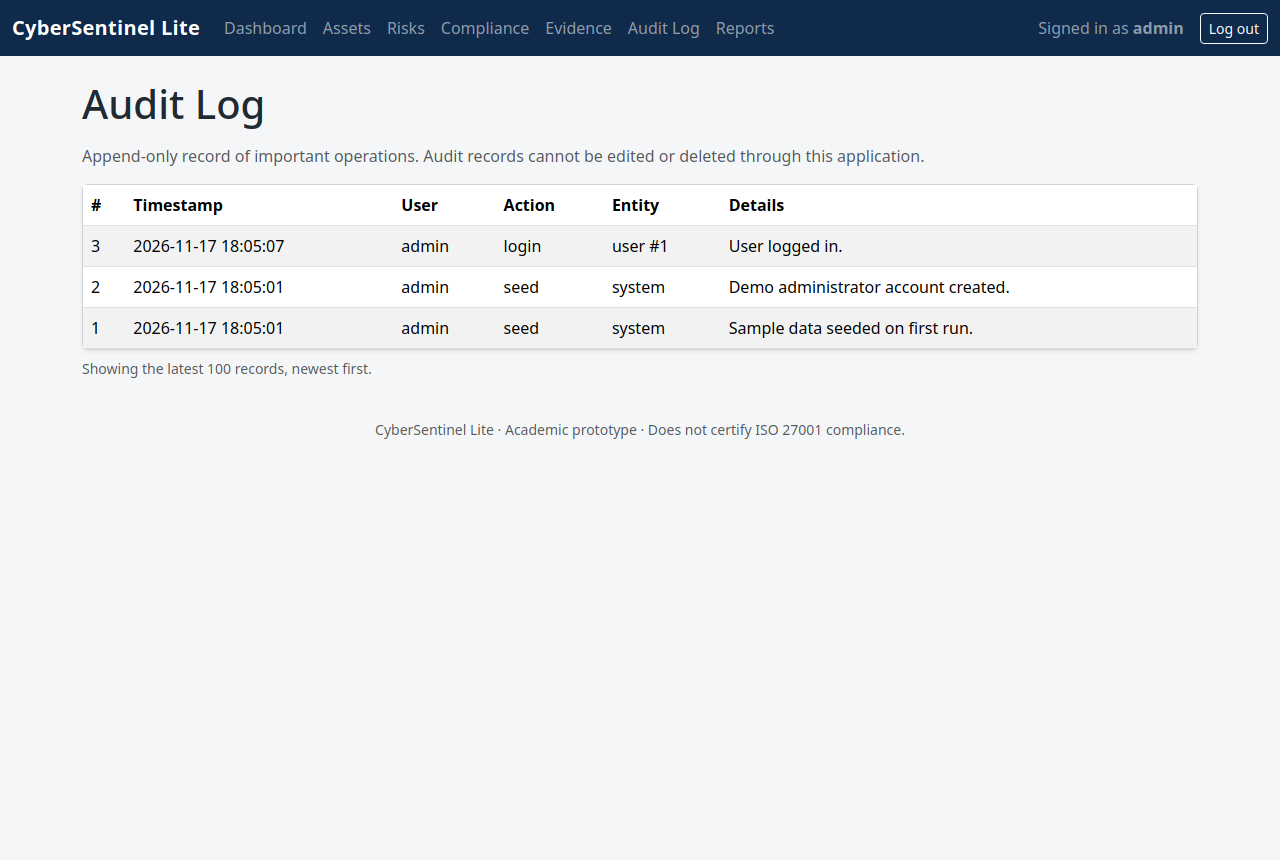 CyberSentinel Lite Dashboard Assets Risks Compliance Evidence Audit Log Reports Signed in as admin Log out
Audit Log
Append-only record of important operations. Audit records cannot be edited or deleted through this application.
# Timestamp User Action Entity Details
3 2026-11-17 18:05:07 admin login user #1 User logged in.
2 2026-11-17 18:05:01 admin seed system Demo administrator account created.
1 2026-11-17 18:05:01 admin seed system Sample data seeded on first run.
Showing the latest 100 records, newest first.
CyberSentinel Lite · Academic prototype · Does not certify ISO 27001 compliance.